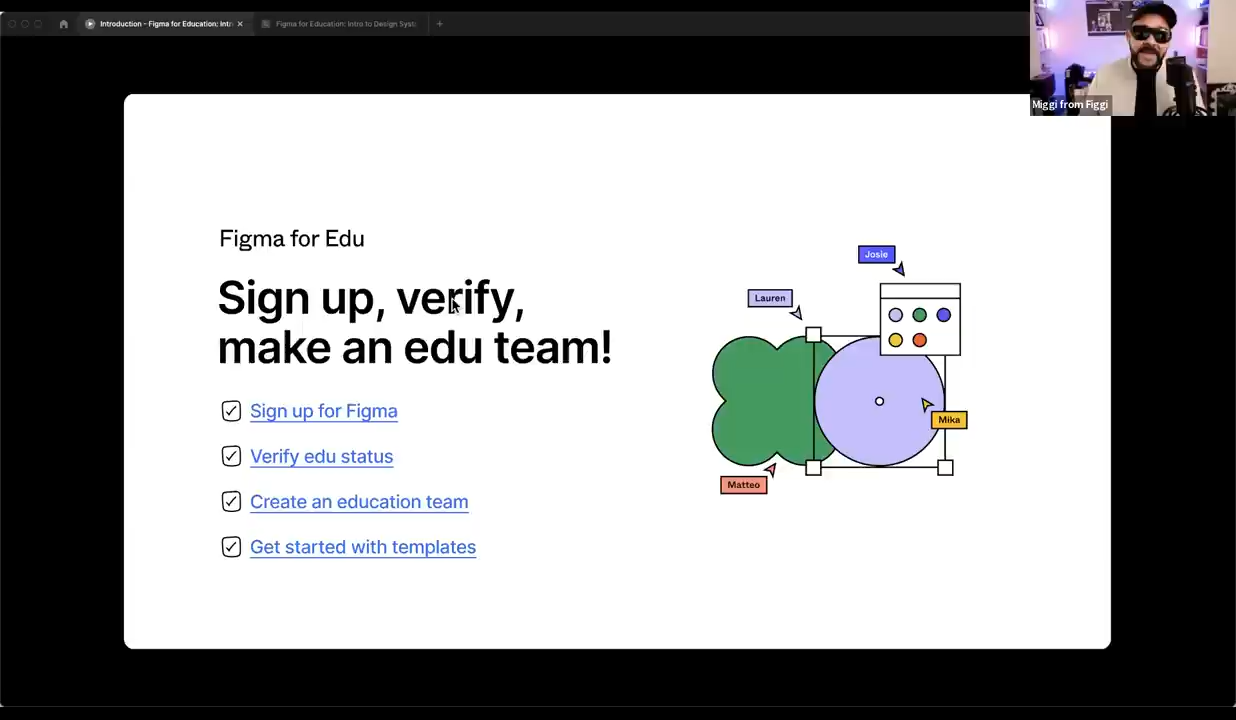 Introduction - Figma for Education: Intr
Figma for Education: Intro to Design Syst
Miggi from Figgi
Figma for Edu
Sign up, verify,
make an edu team!
Sign up for Figma
Verify edu status
Create an education team
Get started with templates
Josie
Lauren
Mika
Matteo